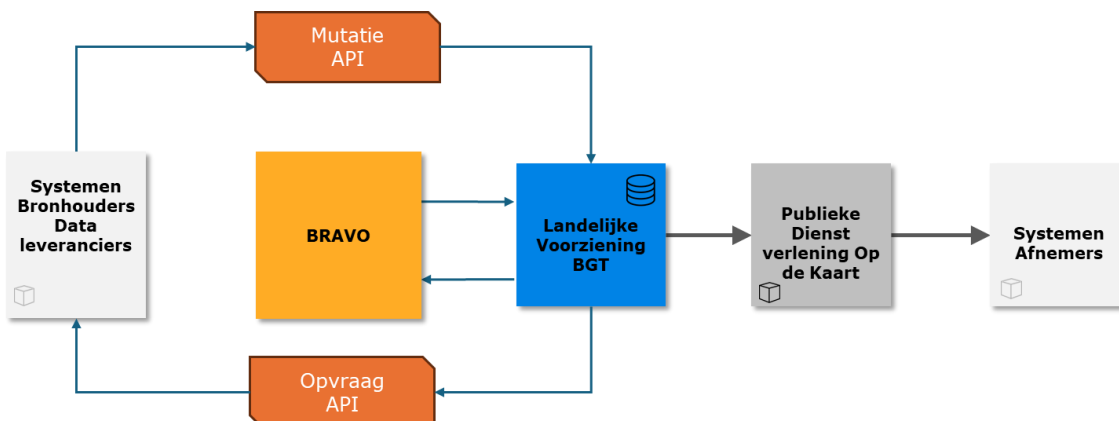 Mutatie
API
Systemen
Bronhouders
Data
leveranciers
BRAVO
Landelijke
Voorziening
BGT
Publieke
Dienst
verlening Op
de Kaart
Systemen
Afnemers
Opvraag
API